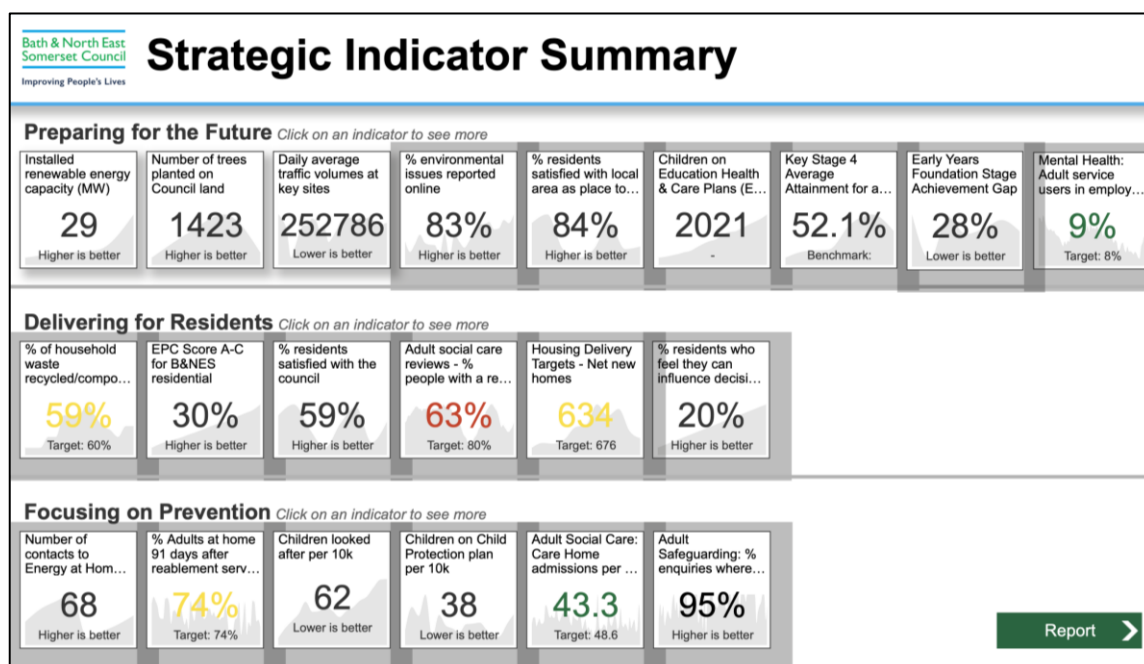 Bath & North East
Somerset Council
Improving People's Lives
Strategic Indicator Summary
Preparing for the Future Click on an indicator to see more
Installed
renewable energy
capacity (MW)
29
Higher is better
Number of trees
planted on
Council land
1423
Higher is better
Daily average
traffic volumes at
key sites
252786
Lower is better
% environmental
issues reported
online
83%
Higher is better
% residents
satisfied with local
area as place to...
84%
Higher is better
Children on
Education Health
& Care Plans (E...
2021
-
Key Stage 4
Average
Attainment for a...
52.1%
Benchmark:
Early Years
Foundation Stage
Achievement Gap
28%
Lower is better
Mental Health:
Adult service
users in employ...
9%
Target: 8%
Delivering for Residents Click on an indicator to see more
% of household
waste
recycled/compo...
59%
Target: 60%
EPC Score A-C
for B&NES
residential
30%
Higher is better
% residents
satisfied with the
council
59%
Higher is better
Adult social care
reviews - %
people with a re...
63%
Target: 80%
Housing Delivery
Targets - Net new
homes
634
Target: 676
% residents who
feel they can
influence decisi...
20%
Higher is better
Focusing on Prevention Click on an indicator to see more
Number of
contacts to
Energy at Hom...
68
Higher is better
% Adults at home
91 days after
reablement serv...
74%
Target: 74%
Children looked
after per 10k
62
Lower is better
Children on Child
Protection plan
per 10k
38
Lower is better
Adult Social Care:
Care Home
admissions per ...
43.3
Target: 48.6
Adult
Safeguarding: %
enquiries where...
95%
Higher is better
Report